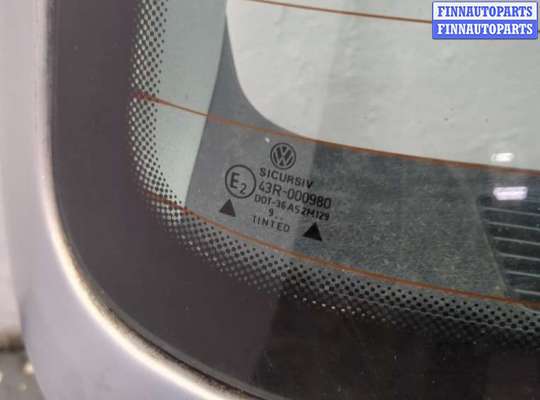 FINNAUTOPARTS
FINNAUTOPARTS
SICURSIV
E2 43R-000980
DOT-36 AS2 M129
9..
TINTED